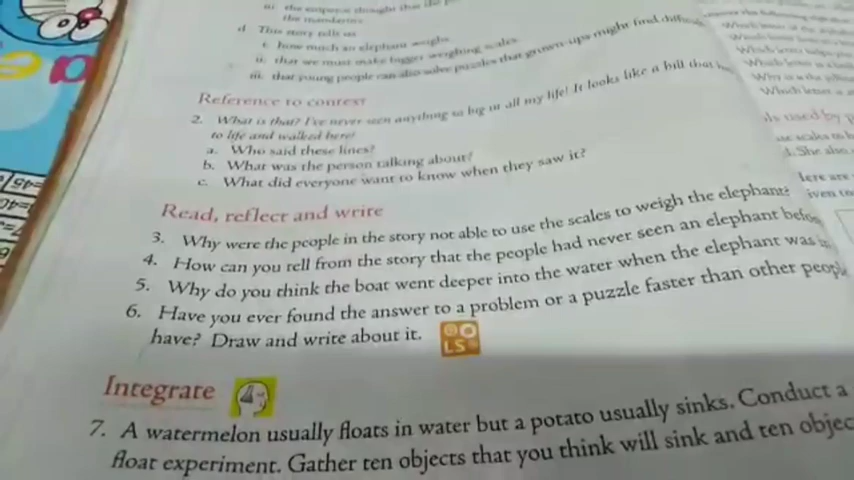 the mandarins
d. This story tells us
i. how much an elephant weighs.
ii. that we must make bigger weighing scales.
iii. that young people can also solve puzzles that grown-ups might find
Reference to context
2. What is that? I've never seen anything so big in all my life! It looks like a hill that
to life and walked here!
a. Who said these lines?
b. What was the person talking about?
c. What did everyone want to know when they saw it?
Read, reflect and write
3. Why were the people in the story not able to use the scales to weigh the elephant?
4. How can you tell from the story that the people had never seen an elephant before
5. Why do you think the boat went deeper into the water when the elephant was in
6. Have you ever found the answer to a problem or a puzzle faster than other people
have? Draw and write about it.
LS
Integrate
7. A watermelon usually floats in water but a potato usually sinks. Conduct a
float experiment. Gather ten objects that you think will sink and ten objec